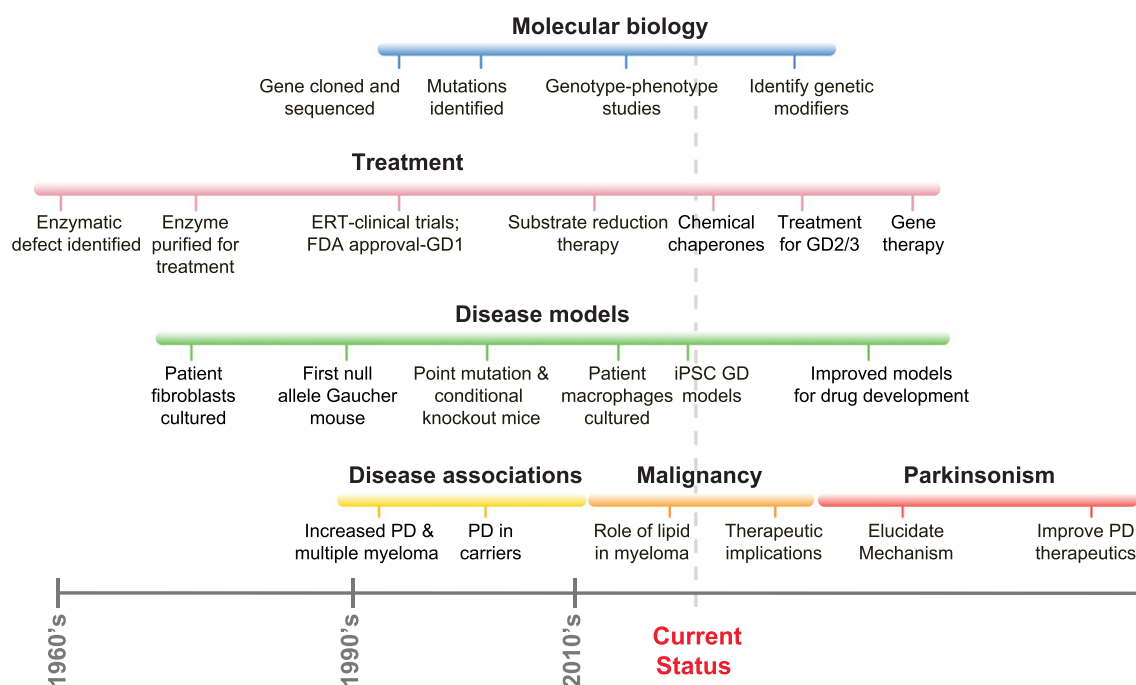 Molecular biology
Gene cloned and
sequenced
Mutations
identified
Genotype-phenotype
studies
Identify genetic
modifiers
Treatment
Enzymatic
defect identified
Enzyme
purified for
treatment
ERT-clinical trials;
FDA approval-GD1
Substrate reduction
therapy
Chemical
chaperones
Treatment
for GD2/3
Gene
therapy
Disease models
Patient
fibroblasts
cultured
First null
allele Gaucher
mouse
Point mutation &
conditional
knockout mice
Patient
macrophages
cultured
iPSC GD
models
Improved models
for drug development
Disease associations
Increased PD &
multiple myeloma
PD in
carriers
Malignancy
Role of lipid
in myeloma
Therapeutic
implications
Parkinsonism
Elucidate
Mechanism
Improve PD
therapeutics
1960's
1990's
2010's
Current
Status